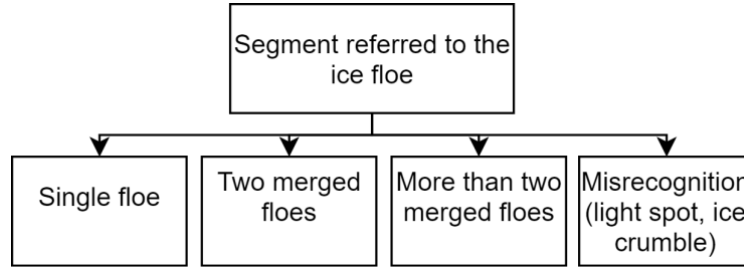 Segment referred to the
ice floe
Single floe
Two merged
floes
More than two
merged floes
Misrecognition
(light spot, ice
crumble)